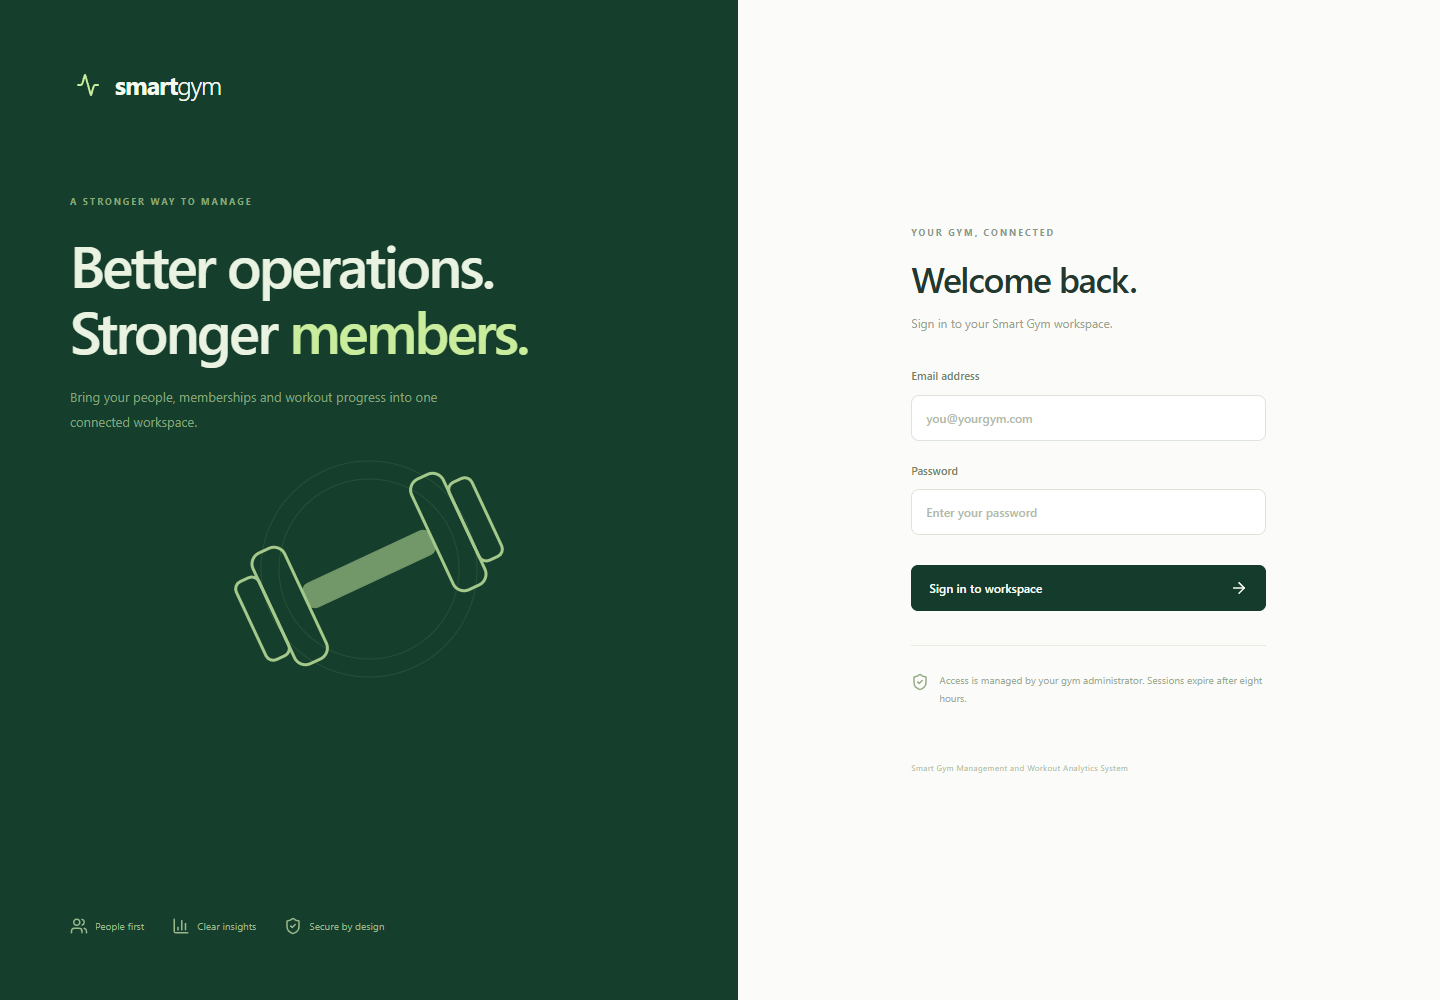 smartgym
A STRONGER WAY TO MANAGE
Better operations.
Stronger members.
Bring your people, memberships and workout progress into one
connected workspace.
People first
Clear insights
Secure by design
YOUR GYM, CONNECTED
Welcome back.
Sign in to your Smart Gym workspace.
Email address
you@yourgym.com
Password
Enter your password
Sign in to workspace
Access is managed by your gym administrator. Sessions expire after eight
hours.
Smart Gym Management and Workout Analytics System